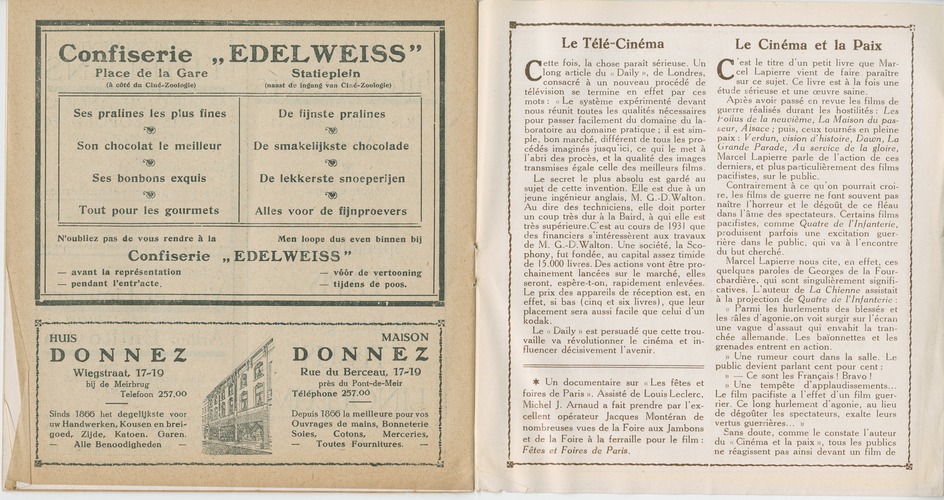 Confiserie „EDELWEISS”
Place de la Gare
(à côté du Ciné-Zoologie)
Statieplein
(naast de ingang van Ciné-Zoologie)
Ses pralines les plus fines
Son chocolat le meilleur
Ses bonbons exquis
Tout pour les gourmets
De fijnste pralines
De smakelijkste chocolade
De lekkerste snoeperijen
Alles voor de fijnproevers
N'oubliez pas de vous rendre à la
Men loope dus even binnen bij
Confiserie „EDELWEISS”
— avant la représentation
— pendant l'entr'acte.
— vôôr de vertooning
— tijdens de poos.
HUIS
DONNEZ
Wiegstraat, 17-19
bij de Meirbrug
Telefoon 257.00
Sinds 1866 het degelijkste voor
uw Handwerken, Kousen en brei-
goed, Zijde, Katoen. Garen.
— Alle Benoodigheden —
MAISON
DONNEZ
Rue du Berceau, 17-19
près du Pont-de-Meir
Téléphone 257,00
Depuis 1866 la meilleure pour vos
Ouvrages de mains, Bonneterie
Soies, Cotons, Merceries,
— Toutes Fournitures. —
Le Télé-Cinéma
Cette fois, la chose paraît sérieuse. Un
long article du « Daily », de Londres,
consacré à un nouveau procédé de
télévision se termine en effet par ces
mots : « Le système expérimenté devant
nous réunit toutes les qualités nécessaires
pour passer facilement du domaine du la-
boratoire au domaine pratique ; il est sim-
ple, bon marché, différent de tous les pro-
cédés imaginés jusqu'ici, ce qui le met à
l'abri des procès, et la qualité des images
transmises égale celle des meilleurs films.
Le secret le plus absolu est gardé au
sujet de cette invention. Elle est due à un
jeune ingénieur anglais, M. G.-D.Walton.
Au dire des techniciens, elle doit porter
un coup très dur à la Baird, à qui elle est
très supérieure.C'est au cours de 1931 que
des financiers s'intéressèrent aux travaux
de M. G.-D.Walton. Une société, la Sco-
phony, fut fondée, au capital assez timide
de 15.000 livres. Des actions vont être pro-
chainement lancées sur le marché, elles
seront, espère-t-on, rapidement enlevées.
Le prix des appareils de réception est, en
effet, si bas (cinq et six livres), que leur
placement sera aussi facile que celui d'un
kodak.
Le « Daily » est persuadé que cette trou-
vaille va révolutionner le cinéma et in-
fluencer décisivement l'avenir.
✶ Un documentaire sur « Les fêtes et
foires de Paris ». Assisté de Louis Leclerc,
Michel J. Arnaud a fait prendre par l'ex-
cellent opérateur Jacques Montéran de
nombreuses vues de la Foire aux Jambons
et de la Foire à la ferraille pour le film :
Fêtes et Foires de Paris.
Le Cinéma et la Paix
C'est le titre d'un petit livre que Mar-
cel Lapierre vient de faire paraître
sur ce sujet. Ce livre est à la fois une
étude sérieuse et une œuvre saine.
Après avoir passé en revue les films de
guerre réalisés durant les hostilités : Les
Poilus de la neuvième, La Maison du pas-
seur, Alsace ; puis, ceux tournés en pleine
paix : Verdun, vision d'histoire, Dawn, La
Grande Parade, Au service de la gloire,
Marcel Lapierre parle de l'action de ces
derniers, et plus particulièrement des films
pacifistes, sur le public.
Contrairement à ce qu'on pourrait croi-
re, les films de guerre ne font souvent pas
naître l'horreur et le dégoût de ce fléau
dans l'âme des spectateurs. Certains films
pacifistes, comme Quatre de l'Infanterie,
produisent parfois une excitation guer-
rière dans le public, qui va à l'encontre
du but cherché.
Marcel Lapierre nous cite, en effet, ces
quelques paroles de Georges de la Four-
chardière, qui sont singulièrement signifi-
catives. L'auteur de La Chienne assistait
à la projection de Quatre de l'Infanterie :
» Parmi les hurlements des blessés et
les râles d'agonie,on voit surgir sur l'écran
une vague d'assaut qui envahit la tran-
chée allemande. Les baïonnettes et les
grenades entrent en action.
» Une rumeur court dans la salle. Le
public devient parlant cent pour cent :
» — Ce sont les Français ! Bravo !
» Une tempête d'applaudissements...
Le film pacifiste a l'effet d'un film guer-
rier. Ce long hurlement d'agonie, au lieu
de dégoûter les spectateurs, exalte leurs
vertus guerrières... »
Sans doute, comme le constate l'auteur
du « Cinéma et la paix », tous les publics
ne réagissent pas ainsi devant un film de